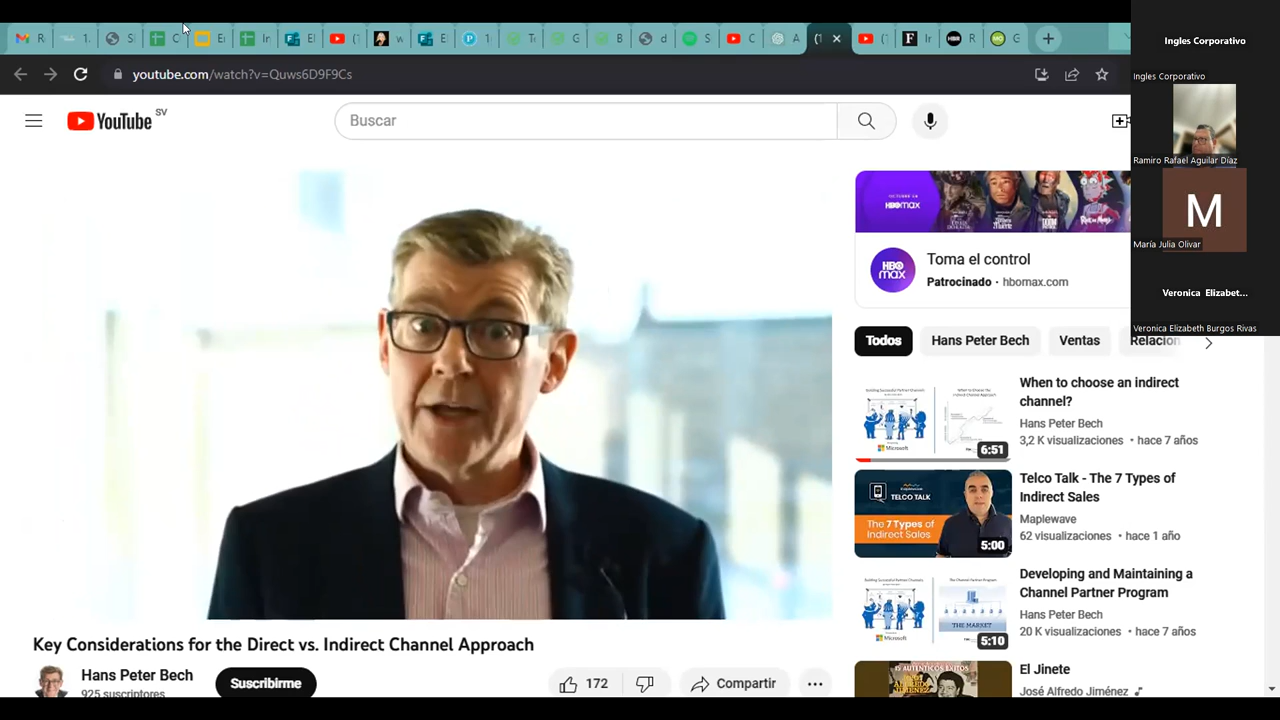 youtube.com/watch?v=Quws6D9F9Cs
YouTube SV
Buscar
HBO max
Toma el control
Patrocinado · hbomax.com
Todos
Hans Peter Bech
Ventas
Relacion
When to choose an indirect
channel?
Hans Peter Bech
3,2 K visualizaciones • hace 7 años
Microsoft
6:51
TELCO TALK
The 7 Types of
Indirect Sales
5:00
Telco Talk - The 7 Types of
Indirect Sales
Maplewave
62 visualizaciones • hace 1 año
THE MARKET
Microsoft
5:10
Developing and Maintaining a
Channel Partner Program
Hans Peter Bech
20 K visualizaciones • hace 7 años
El Jinete
José Alfredo Jiménez
Key Considerations for the Direct vs. Indirect Channel Approach
Hans Peter Bech
925 suscriptores
Suscribirme
172
Compartir
Ingles Corporativo
Ingles Corporativo
Ramiro Rafael Aguilar Díaz
M
María Julia Olivar
Veronica Elizabet...
Veronica Elizabeth Burgos Rivas